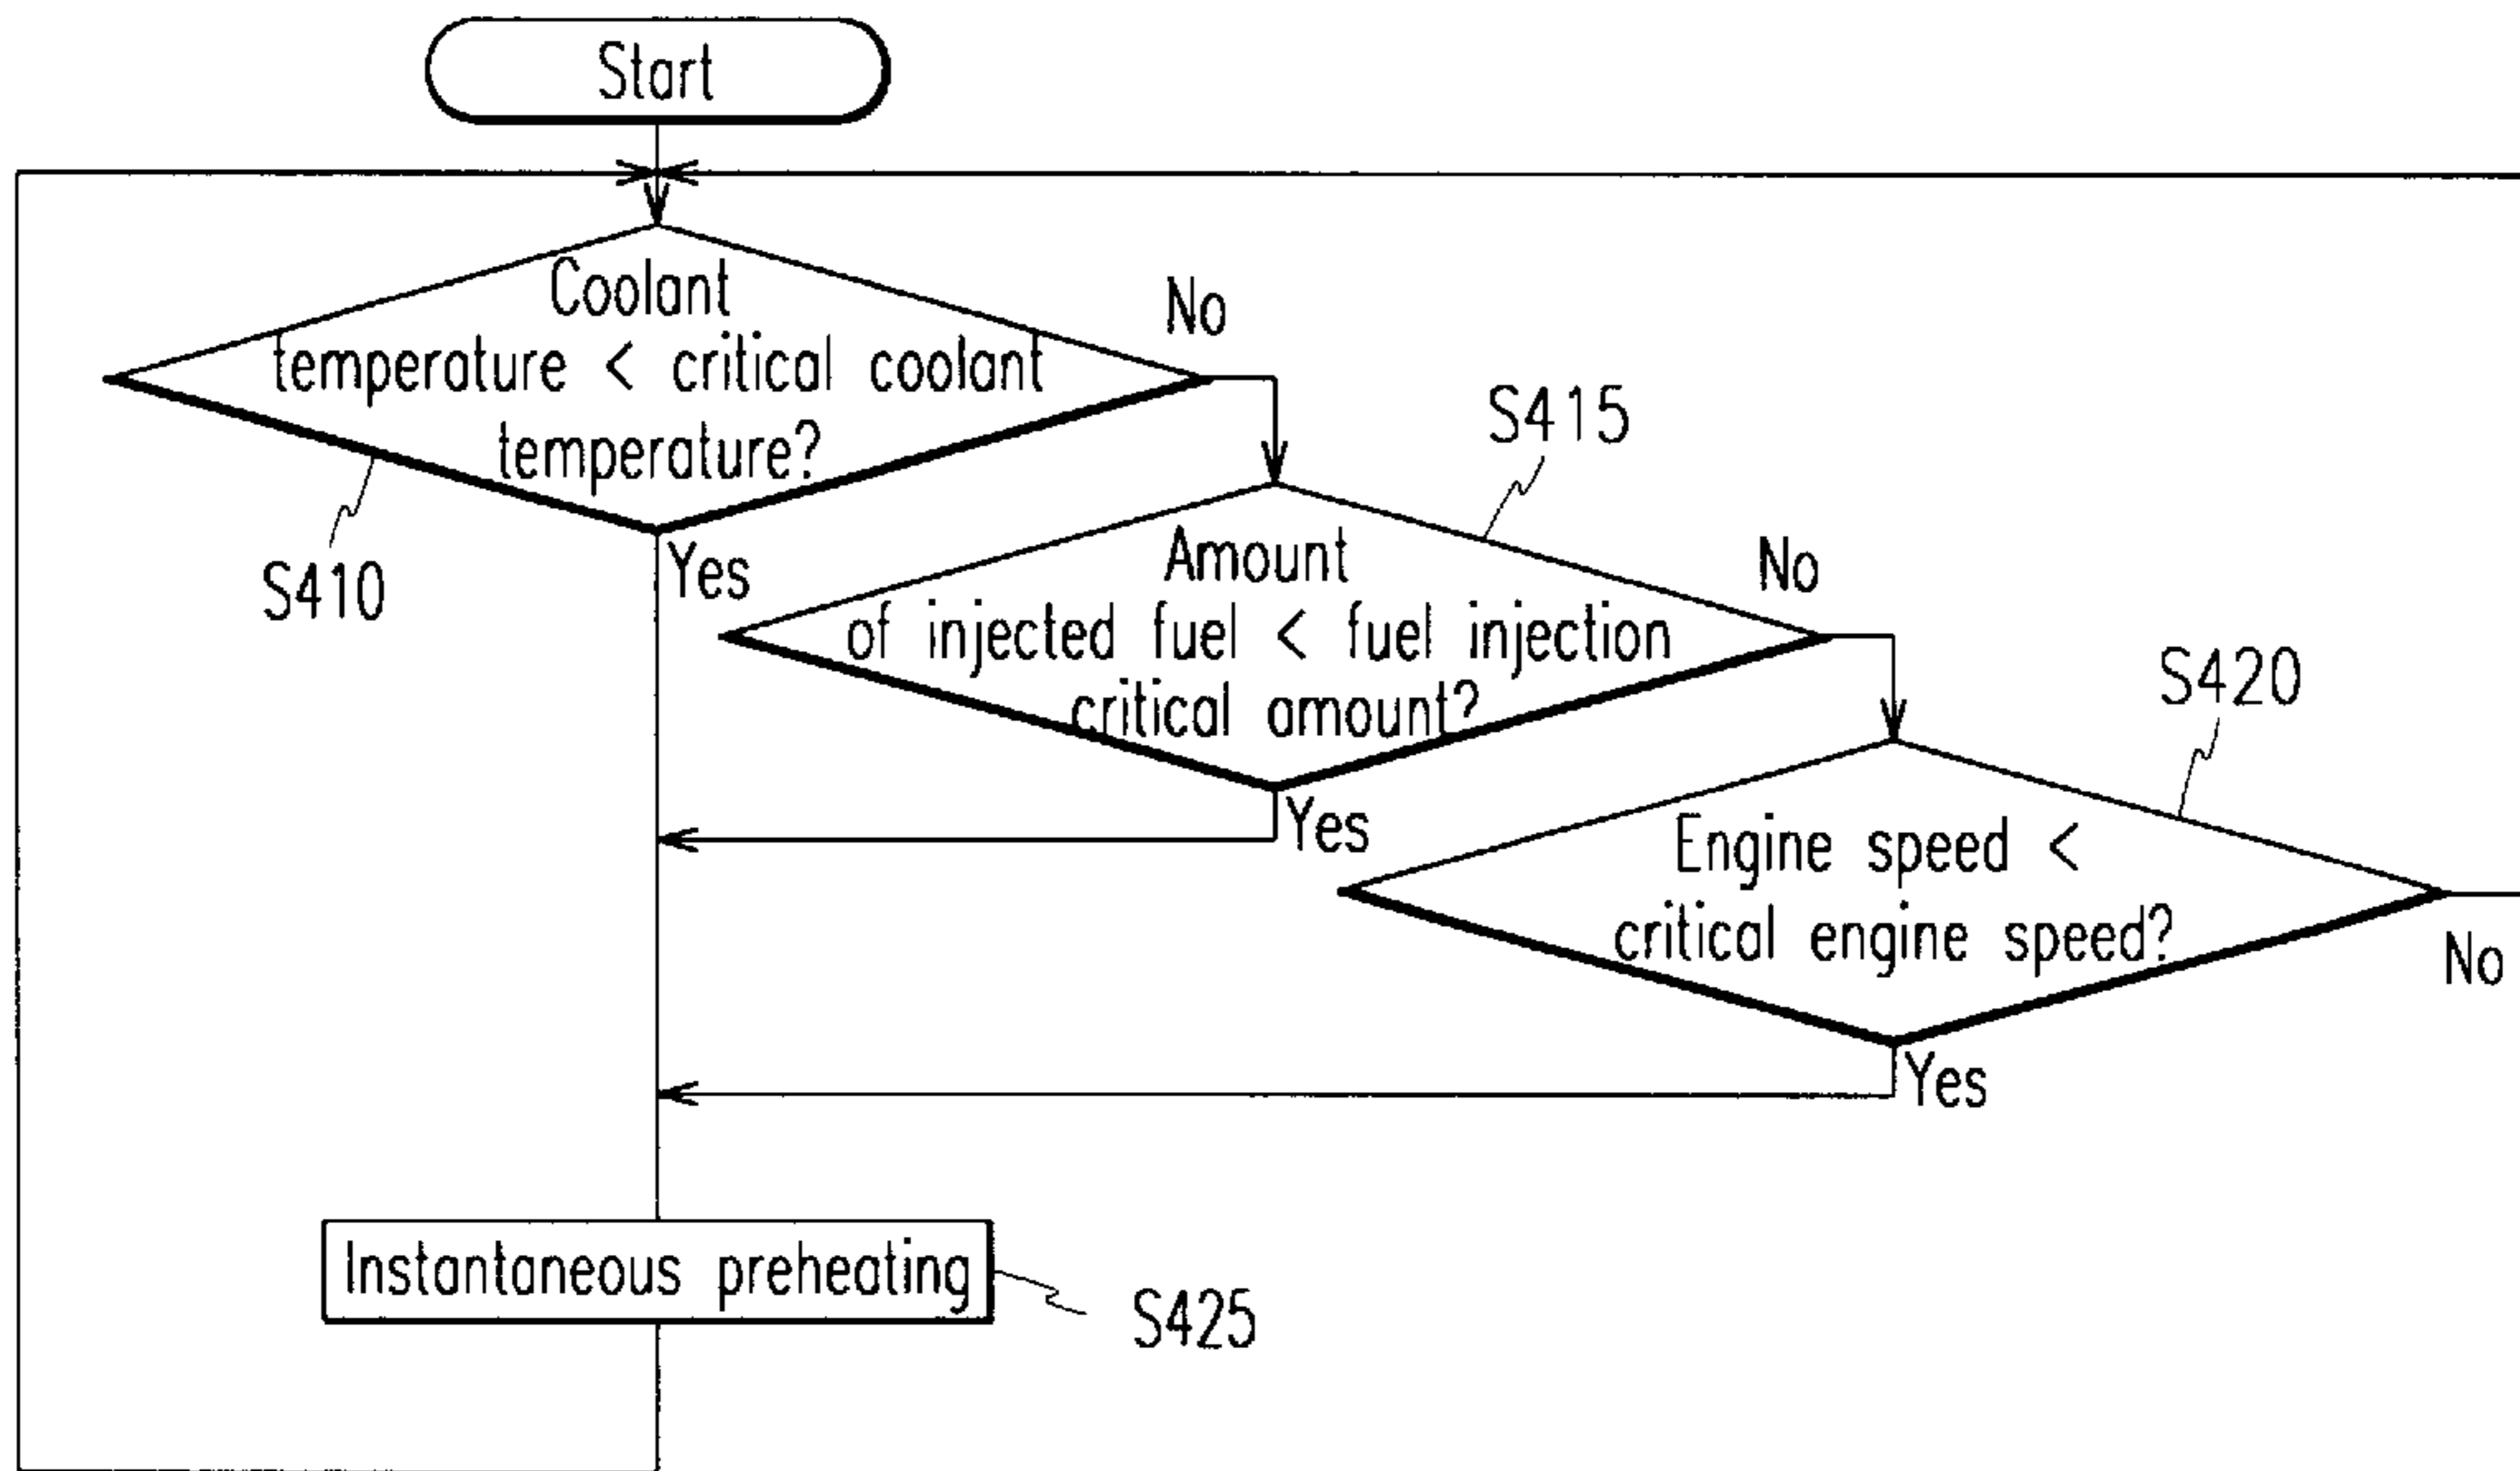 Start
Coolant
temperature < critical coolant
temperature?
No
S410
Yes
S415
Amount
of injected fuel < fuel injection
critical amount?
No
Yes
S420
Engine speed <
critical engine speed?
No
Yes
Instantaneous preheating
S425